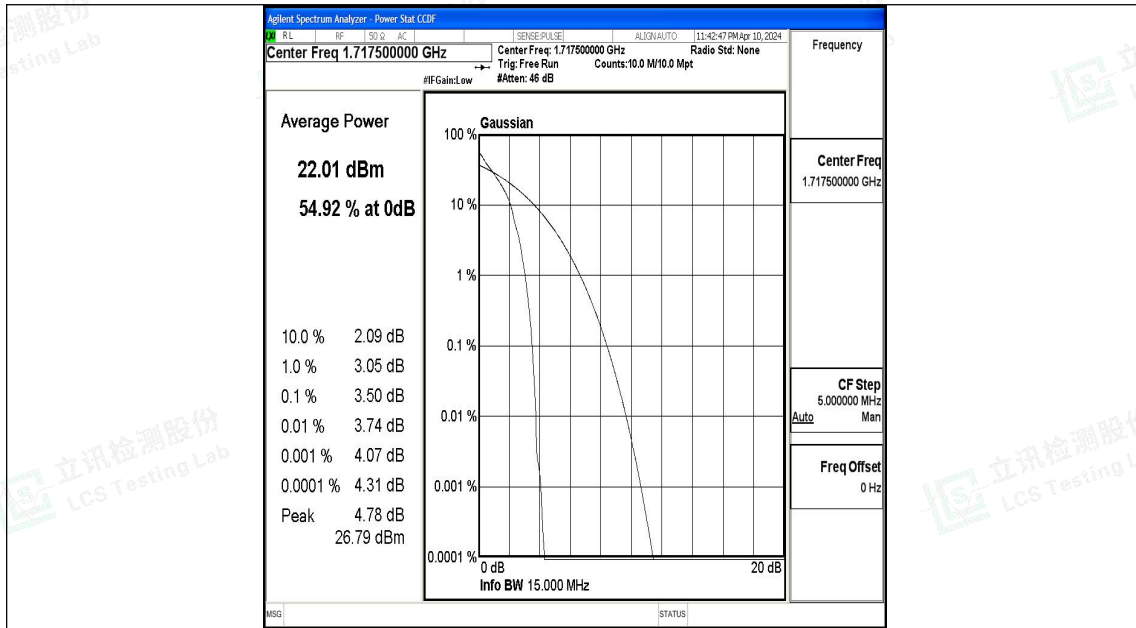 Agilent Spectrum Analyzer - Power Stat CCDF
RL RF 50 Ω AC SENSE:PULSE ALIGNAUTO 11:42:47 PM Apr 10, 2024
Center Freq 1.717500000 GHz
Center Freq: 1.717500000 GHz Radio Std: None
Trig: Free Run Counts:10.0 M/10.0 Mpt
#IFGain:Low #Atten: 46 dB
Frequency
Average Power
22.01 dBm
54.92 % at 0dB
10.0 % 2.09 dB
1.0 % 3.05 dB
0.1 % 3.50 dB
0.01 % 3.74 dB
0.001 % 4.07 dB
0.0001 % 4.31 dB
Peak 4.78 dB
26.79 dBm
Gaussian
100 %
10 %
1 %
0.1 %
0.01 %
0.001 %
0.0001 %
0 dB 20 dB
Info BW 15.000 MHz
Center Freq
1.717500000 GHz
CF Step
5.000000 MHz
Auto Man
Freq Offset
0 Hz
MSG STATUS
立讯检测股份
LCS Testing Lab
立讯检测股份
LCS Testing L